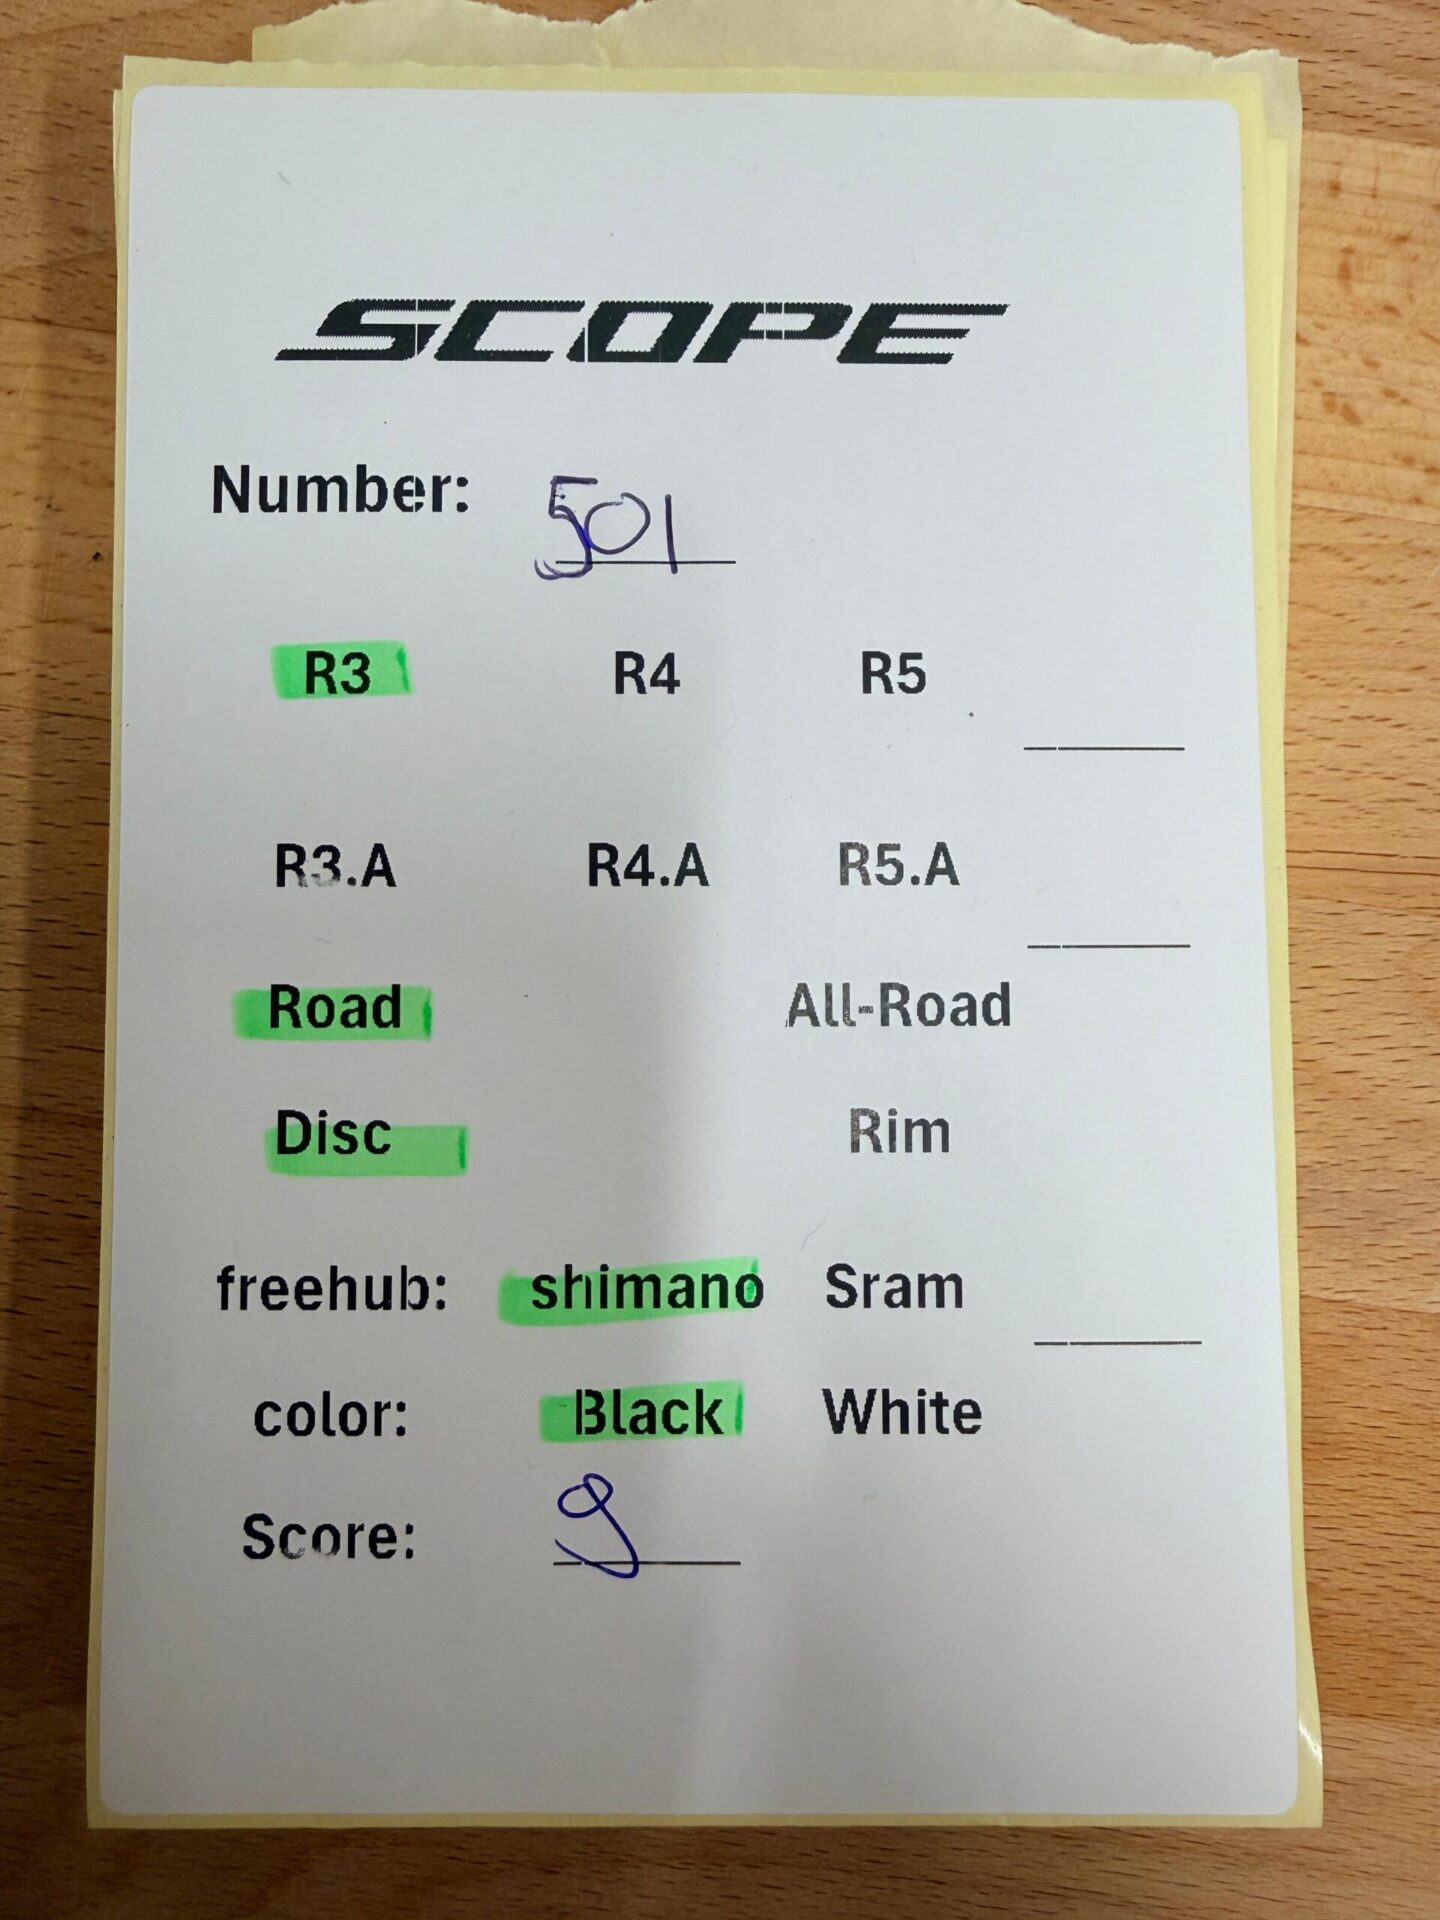 SCOPE
Number: 501
R3 R4 R5
R3.A R4.A R5.A
Road All-Road
Disc Rim
freehub: shimano Sram
color: Black White
Score: 9